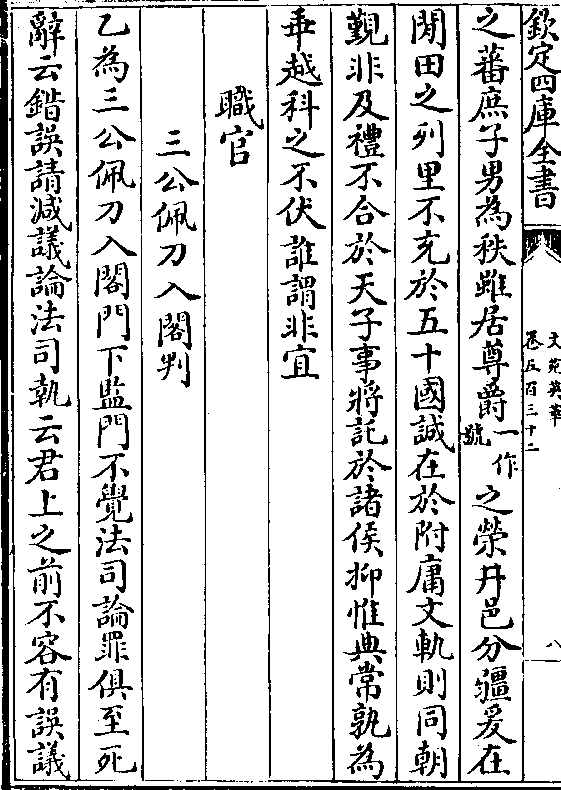 欽定四庫全書
文苑英華
卷五百三十二
八
之蕃庶子男為秩雖居尊爵一作號之榮井邑分疆爰在
閒田之列里不充於五十國誠在於附庸文軌則同朝
覲非及禮不合於天子事將託於諸侯抑惟典常孰為
乖越科之不伏誰謂非宜
職官
三公佩刀入閤判
乙為三公佩刀入閤門下監門不覺法司論罪俱至死
辭云錯誤請減議論法司執云君上之前不容有誤議